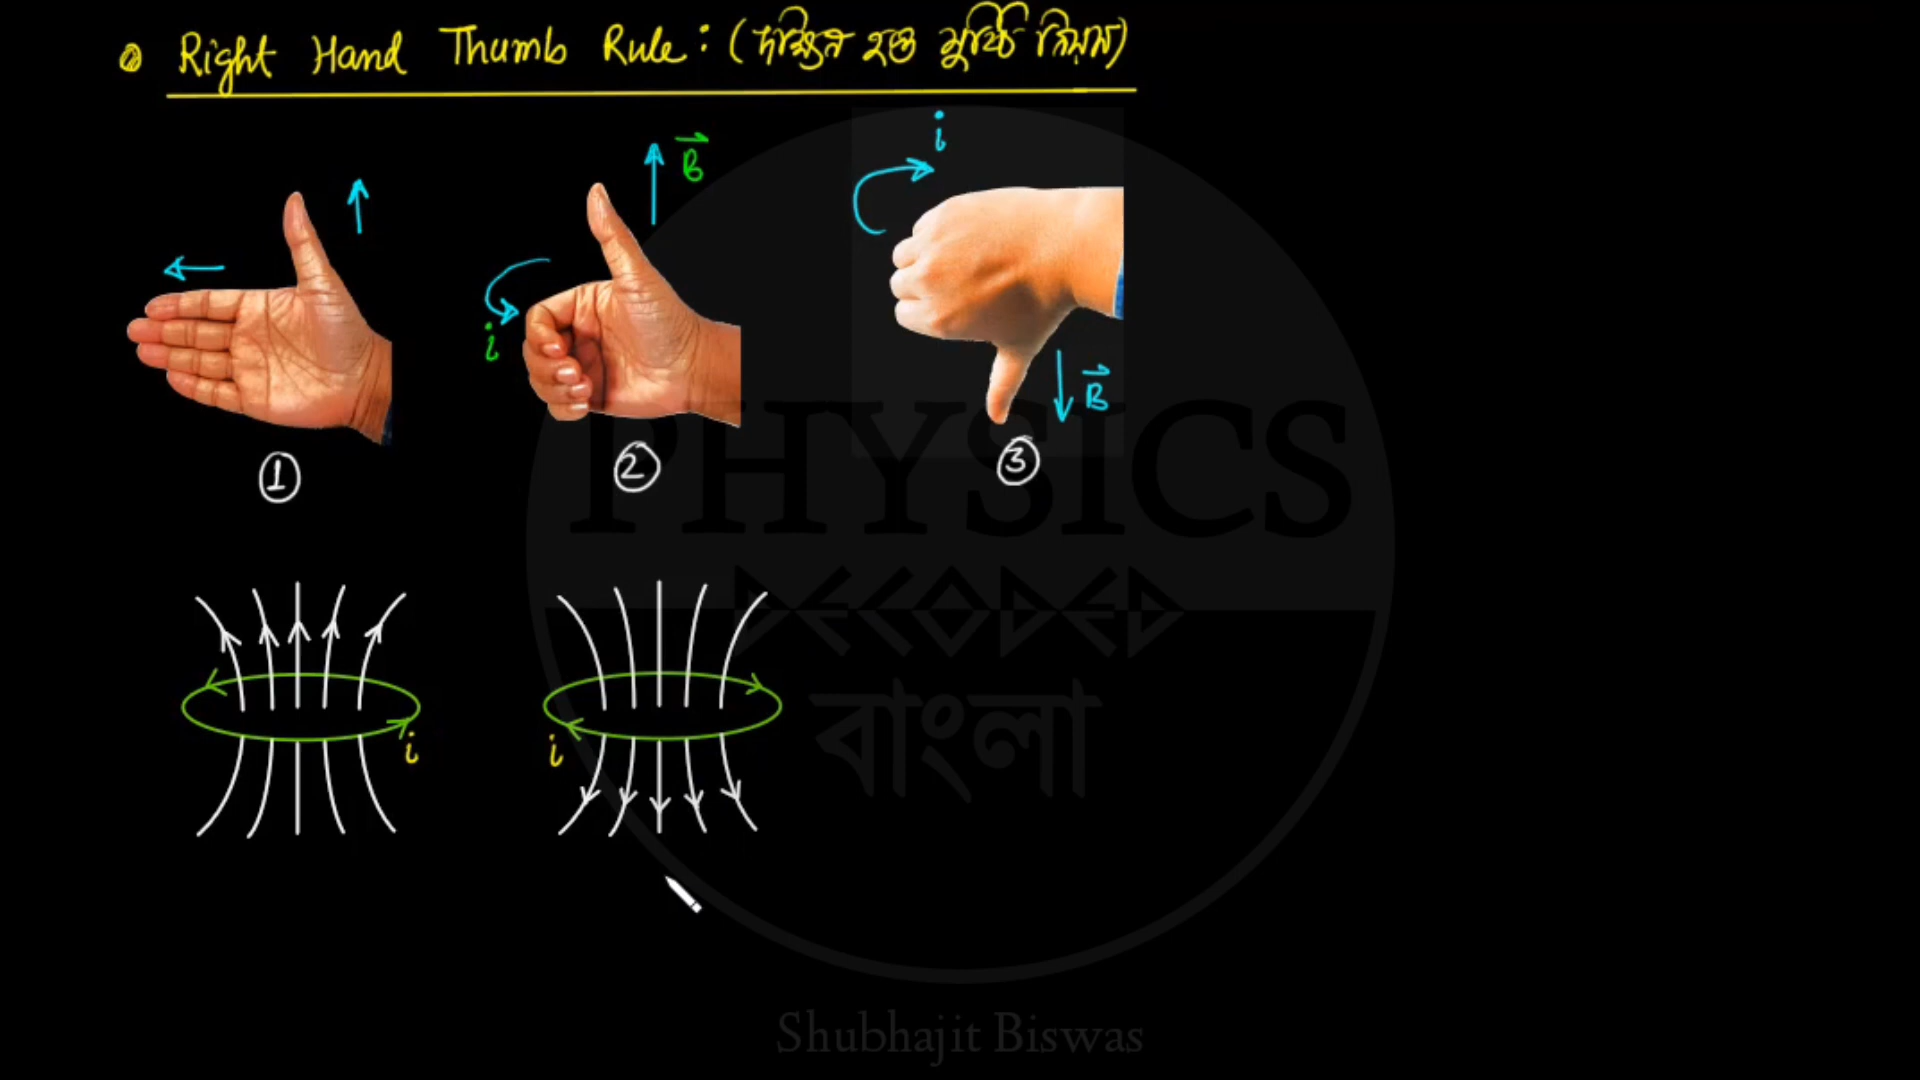 Right Hand Thumb Rule : (দক্ষিন হস্ত মুষ্টি নিয়ম)
i
B
B
i
1
2
3
PHYSICS
DECODED
বাংলা
i
i
Shubhajit Biswas